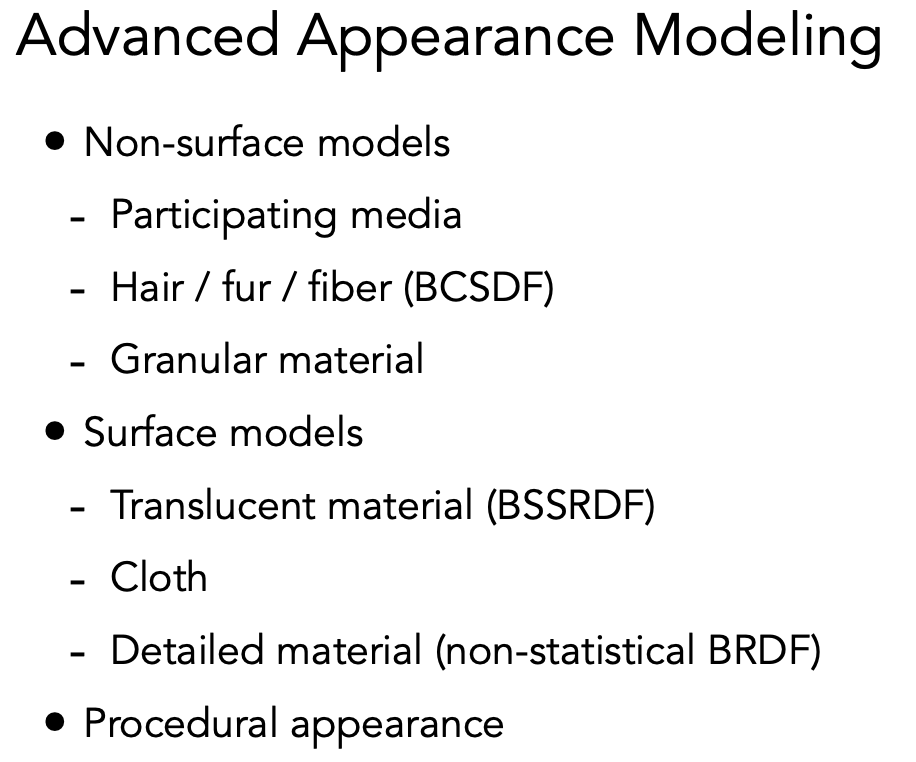 Advanced Appearance Modeling
• Non-surface models
- Participating media
- Hair / fur / fiber (BCSDF)
- Granular material
• Surface models
- Translucent material (BSSRDF)
- Cloth
- Detailed material (non-statistical BRDF)
• Procedural appearance